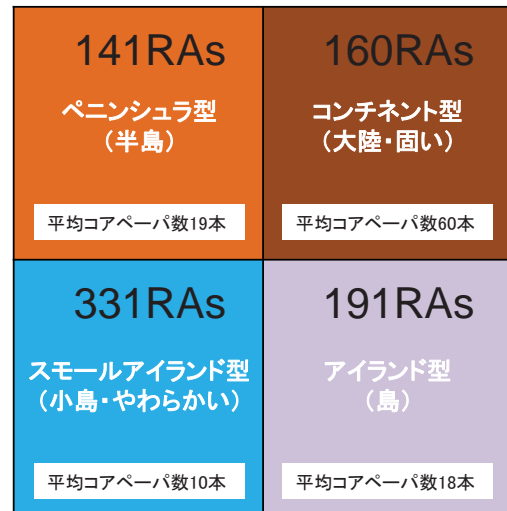 141RAs
ペニンシュラ型
（半島）
平均コアペーパ数19本
160RAs
コンチネント型
（大陸・固い）
平均コアペーパ数60本
331RAs
スモールアイランド型
（小島・やわらかい）
平均コアペーパ数10本
191RAs
アイランド型
（島）
平均コアペーパ数18本